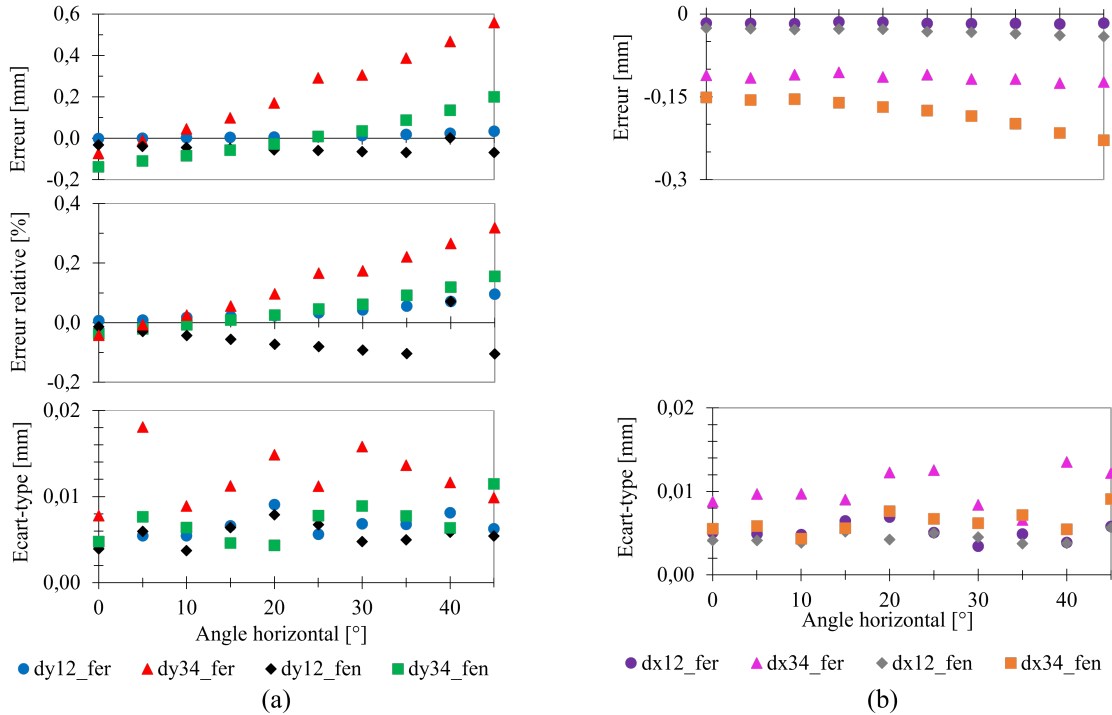 Erreur [mm]
0,6
0,4
0,2
0,0
-0,2
Erreur relative [%]
0,4
0,2
0,0
-0,2
Ecart-type [mm]
0,02
0,01
0,00
0 10 20 30 40
Angle horizontal [°]
dy12_fer dy34_fer dy12_fen dy34_fen
(a)
Erreur [mm]
0
-0.15
-0,3
Ecart-type [mm]
0,02
0,01
0,00
0 10 20 30 40
Angle horizontal [°]
dx12_fer dx34_fer dx12_fen dx34_fen
(b)